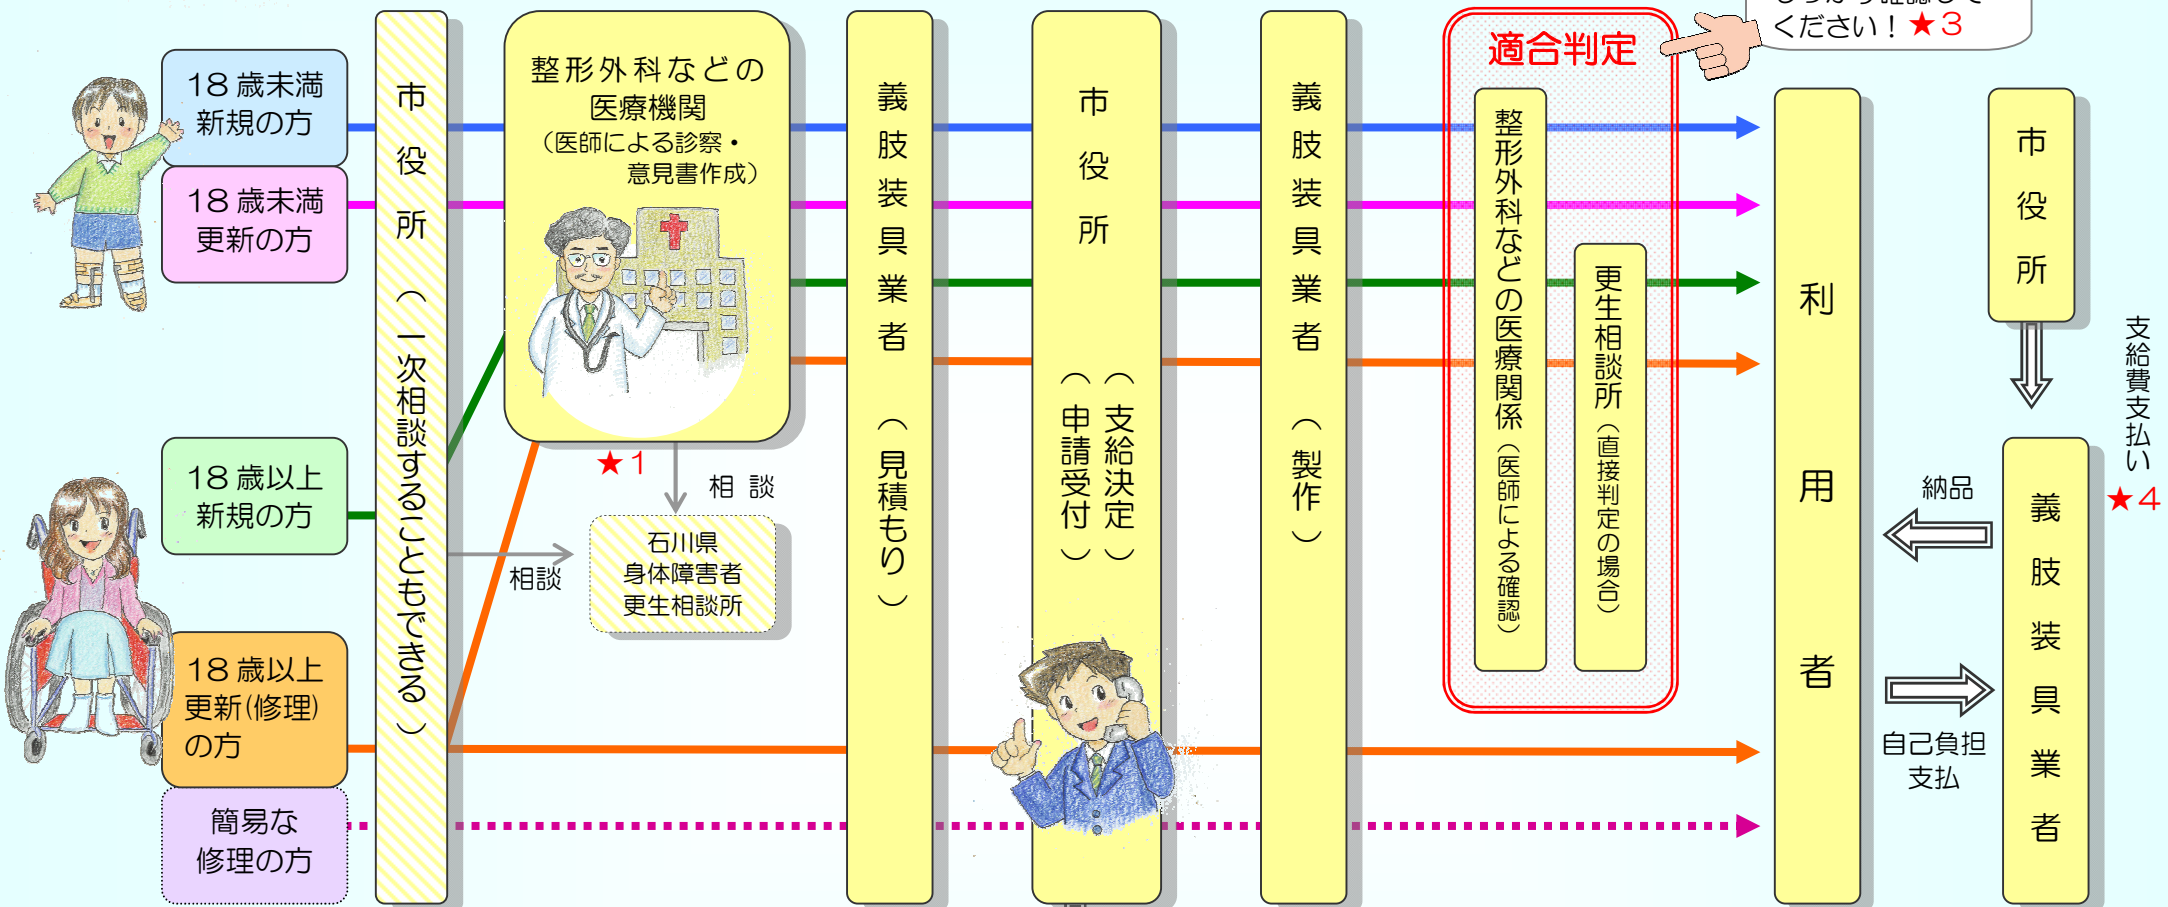 18歳未満
新規の方
18歳未満
更新の方
18歳以上
新規の方
18歳以上
更新(修理)
の方
簡易な
修理の方
市役所（一次相談することもできる）
整形外科などの
医療機関
（医師による診察・
意見書作成）
★1
相 談
相談
石川県
身体障害者
更生相談所
義肢装具業者（見積もり）
市役所
（支給決定）
（申請受付）
義肢装具業者（製作）
適合判定
整形外科などの医療関係（医師による確認）
更生相談所（直接判定の場合）
ください！★3
利用者
市役所
支給費支払い
★4
納品
自己負担
支払
義肢装具業者